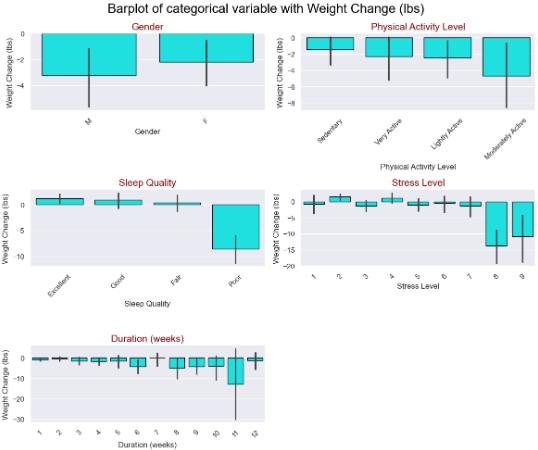 Barplot of categorical variable with Weight Change (lbs)
Gender
Weight Change (lbs)
0
−2
−4
M F
Gender
Physical Activity Level
Weight Change (lbs)
0
−2
−4
−6
−8
Sedentary Very Active Lightly Active Moderately Active
Physical Activity Level
Sleep Quality
Weight Change (lbs)
0
−5
−10
Excellent Good Fair Poor
Sleep Quality
Stress Level
Weight Change (lbs)
0
−5
−10
−15
−20
1 2 3 4 5 6 7 8 9
Stress Level
Duration (weeks)
Weight Change (lbs)
0
−10
−20
−30
1 2 3 4 5 6 7 8 9 10 11 12
Duration (weeks)